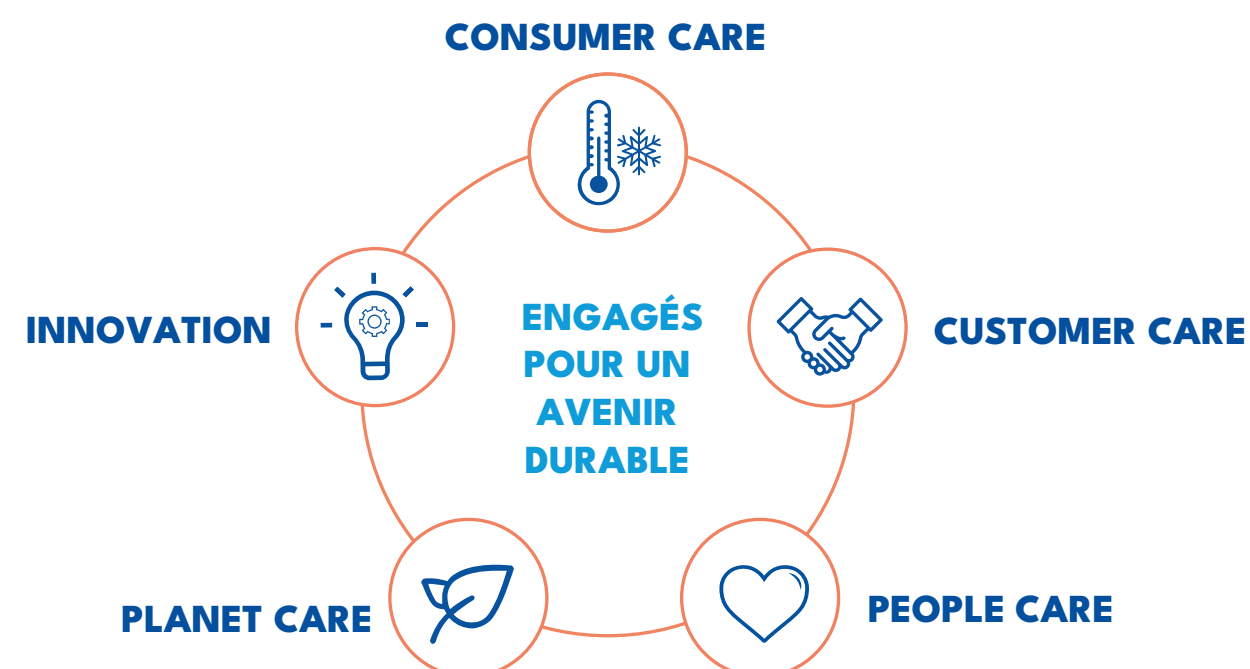 CONSUMER CARE
INNOVATION
ENGAGÉS
POUR UN
AVENIR
DURABLE
CUSTOMER CARE
PLANET CARE
PEOPLE CARE